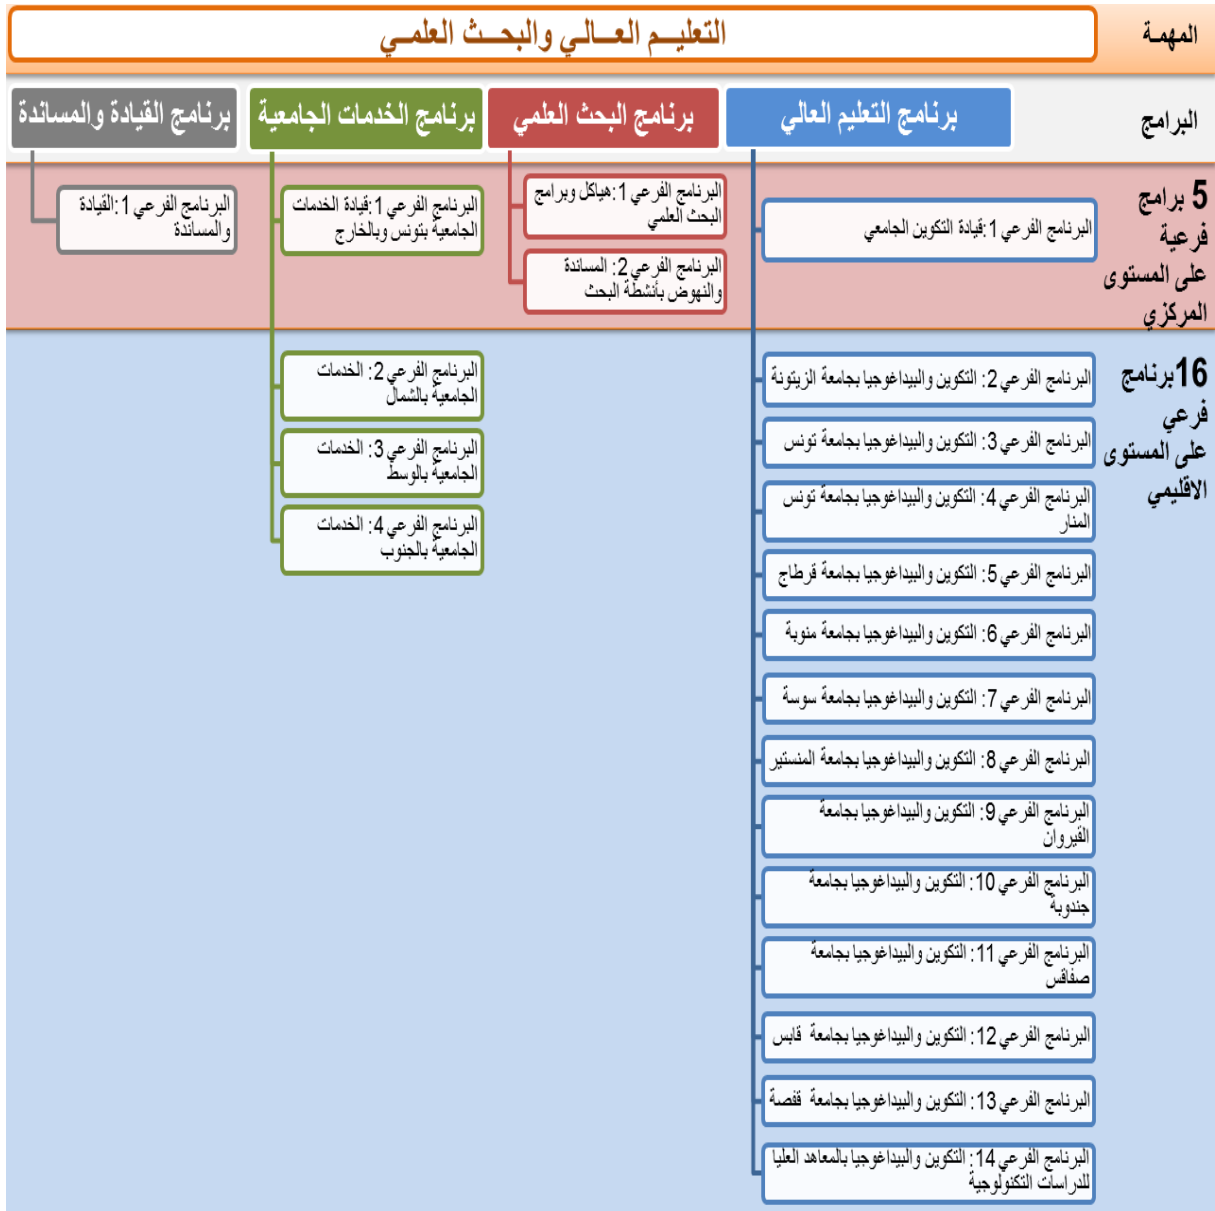 المهمة
التعليـــم العـــالـي والبحـــث العلمـي
البرامج
برنامج التعليم العالي
برنامج البحث العلمي
برنامج الخدمات الجامعية
برنامج القيادة والمساندة
5 برامج
فرعية
على المستوى
المركزي
البرنامج الفرعي 1:قيادة التكوين الجامعي
البرنامج الفرعي 1:هياكل وبرامج
البحث العلمي
البرنامج الفرعي 2: المساندة
والنهوض بأنشطة البحث
البرنامج الفرعي 1:قيادة الخدمات
الجامعية بتونس وبالخارج
البرنامج الفرعي 1:القيادة
والمساندة
16برنامج
فرعي
على المستوى
الاقليمي
البرنامج الفرعي 2: التكوين والبيداغوجيا بجامعة الزيتونة
البرنامج الفرعي 3: التكوين والبيداغوجيا بجامعة تونس
البرنامج الفرعي 4: التكوين والبيداغوجيا بجامعة تونس
المنار
البرنامج الفرعي 5: التكوين والبيداغوجيا بجامعة قرطاج
البرنامج الفرعي 6: التكوين والبيداغوجيا بجامعة منوبة
البرنامج الفرعي 7: التكوين والبيداغوجيا بجامعة سوسة
البرنامج الفرعي 8: التكوين والبيداغوجيا بجامعة المنستير
البرنامج الفرعي 9: التكوين والبيداغوجيا بجامعة
القيروان
البرنامج الفرعي 10: التكوين والبيداغوجيا بجامعة
جندوبة
البرنامج الفرعي 11: التكوين والبيداغوجيا بجامعة
صفاقس
البرنامج الفرعي 12: التكوين والبيداغوجيا بجامعة قابس
البرنامج الفرعي 13: التكوين والبيداغوجيا بجامعة قفصة
البرنامج الفرعي 14: التكوين والبيداغوجيا بالمعاهد العليا
للدراسات التكنولوجية
البرنامج الفرعي 2: الخدمات
الجامعية بالشمال
البرنامج الفرعي 3: الخدمات
الجامعية بالوسط
البرنامج الفرعي 4: الخدمات
الجامعية بالجنوب